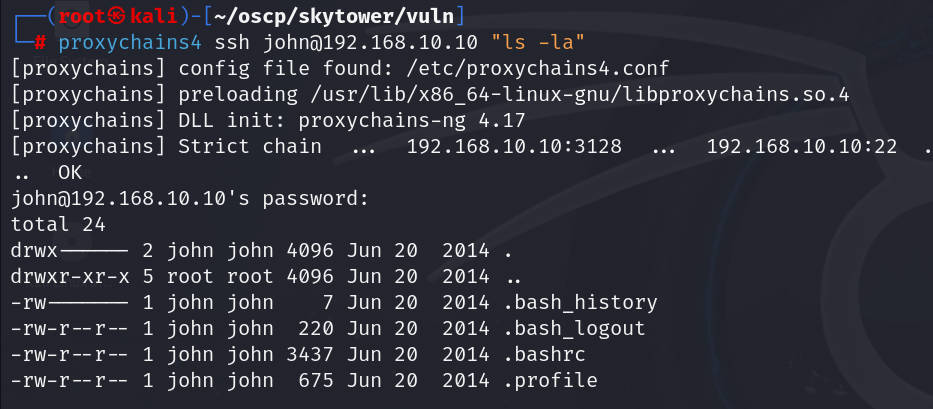 ┌──(root㉿kali)-[~/oscp/skytower/vuln]
└─# proxychains4 ssh john@192.168.10.10 "ls -la"
[proxychains] config file found: /etc/proxychains4.conf
[proxychains] preloading /usr/lib/x86_64-linux-gnu/libproxychains.so.4
[proxychains] DLL init: proxychains-ng 4.17
[proxychains] Strict chain  ...  192.168.10.10:3128  ...  192.168.10.10:22  .
..  OK
john@192.168.10.10's password:
total 24
drwx------ 2 john john 4096 Jun 20  2014 .
drwxr-xr-x 5 root root 4096 Jun 20  2014 ..
-rw------- 1 john john    7 Jun 20  2014 .bash_history
-rw-r--r-- 1 john john  220 Jun 20  2014 .bash_logout
-rw-r--r-- 1 john john 3437 Jun 20  2014 .bashrc
-rw-r--r-- 1 john john  675 Jun 20  2014 .profile